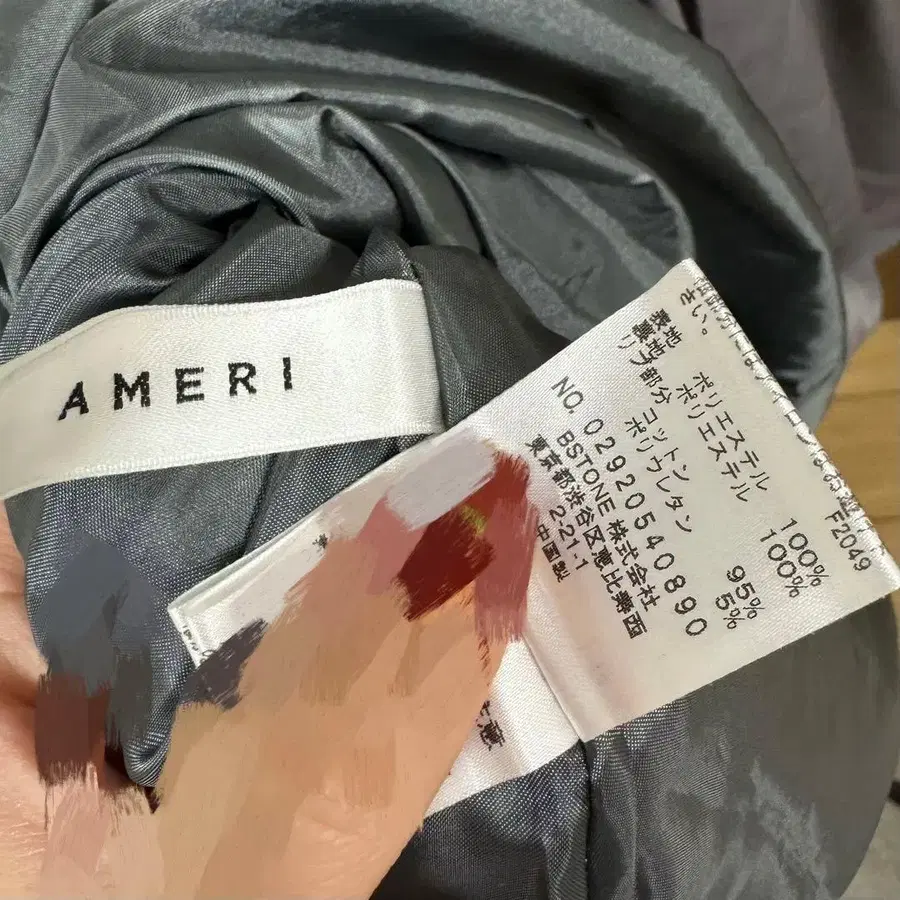 AMERI
さい。
表地 ポリエステル 100%
裏地 ポリエステル 100%
リブ部分 コットン 95%
ポリウレタン 5%
NO. 02920540890
BSTONE 株式会社
東京都渋谷区恵比寿西
2-21-1
中国製
F2049